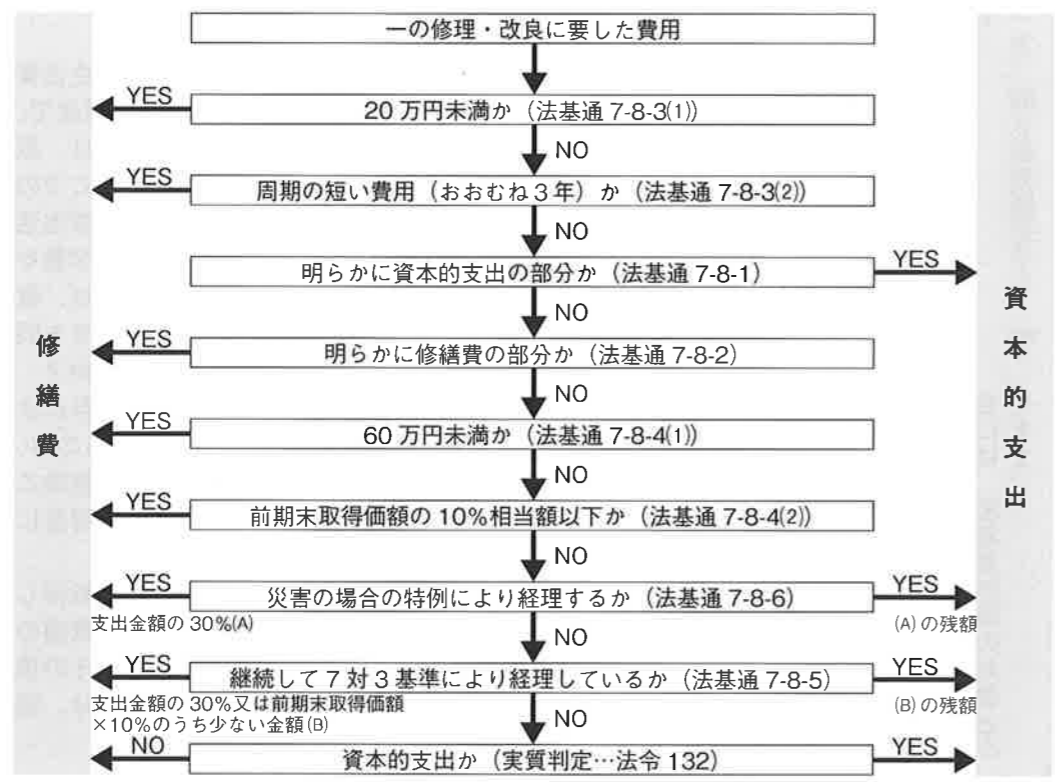 一の修理・改良に要した費用
YES
20万円未満か（法基通7-8-3(1)）
NO
YES
周期の短い費用（おおむね3年）か（法基通7-8-3(2)）
NO
明らかに資本的支出の部分か（法基通7-8-1）
YES
NO
YES
明らかに修繕費の部分か（法基通7-8-2）
NO
YES
60万円未満か（法基通7-8-4(1)）
NO
YES
前期末取得価額の10%相当額以下か（法基通7-8-4(2)）
NO
YES
災害の場合の特例により経理するか（法基通7-8-6）
YES
支出金額の30%(A)
(A)の残額
NO
YES
継続して7対3基準により経理しているか（法基通7-8-5）
YES
支出金額の30%又は前期末取得価額
×10%のうち少ない金額(B)
(B)の残額
NO
NO
資本的支出か（実質判定…法令132）
YES
修繕費
資本的支出